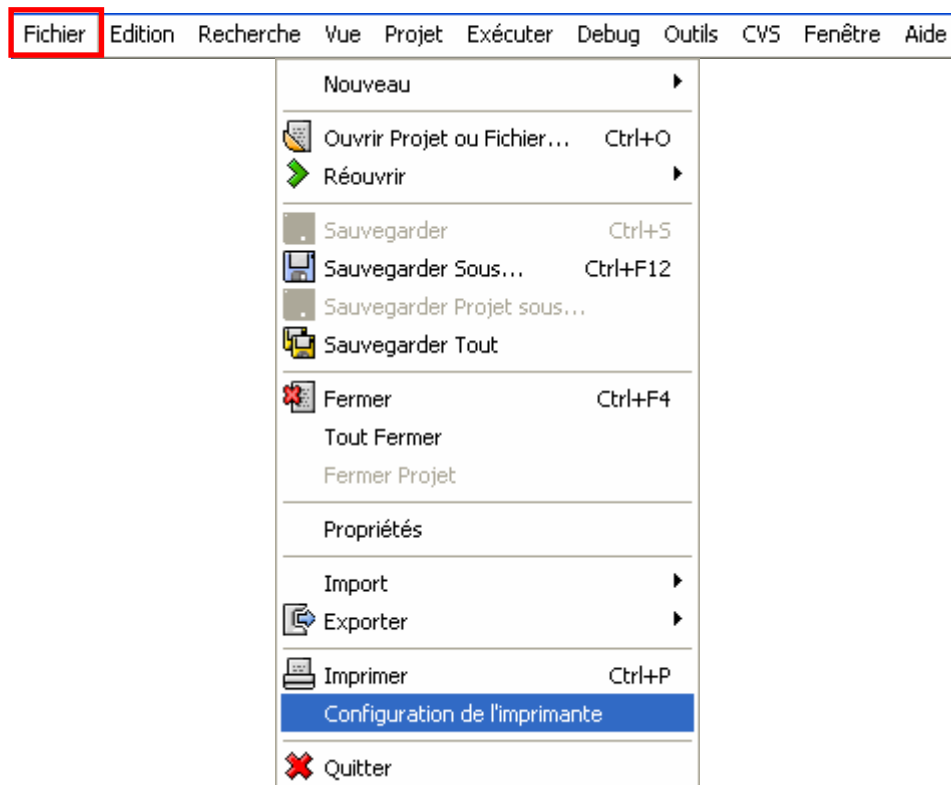 Fichier Edition Recherche Vue Projet Exécuter Debug Outils CVS Fenêtre Aide
Nouveau
Ouvrir Projet ou Fichier... Ctrl+O
Réouvrir
Sauvegarder Ctrl+S
Sauvegarder Sous... Ctrl+F12
Sauvegarder Projet sous...
Sauvegarder Tout
Fermer Ctrl+F4
Tout Fermer
Fermer Projet
Propriétés
Import
Exporter
Imprimer Ctrl+P
Configuration de l'imprimante
Quitter